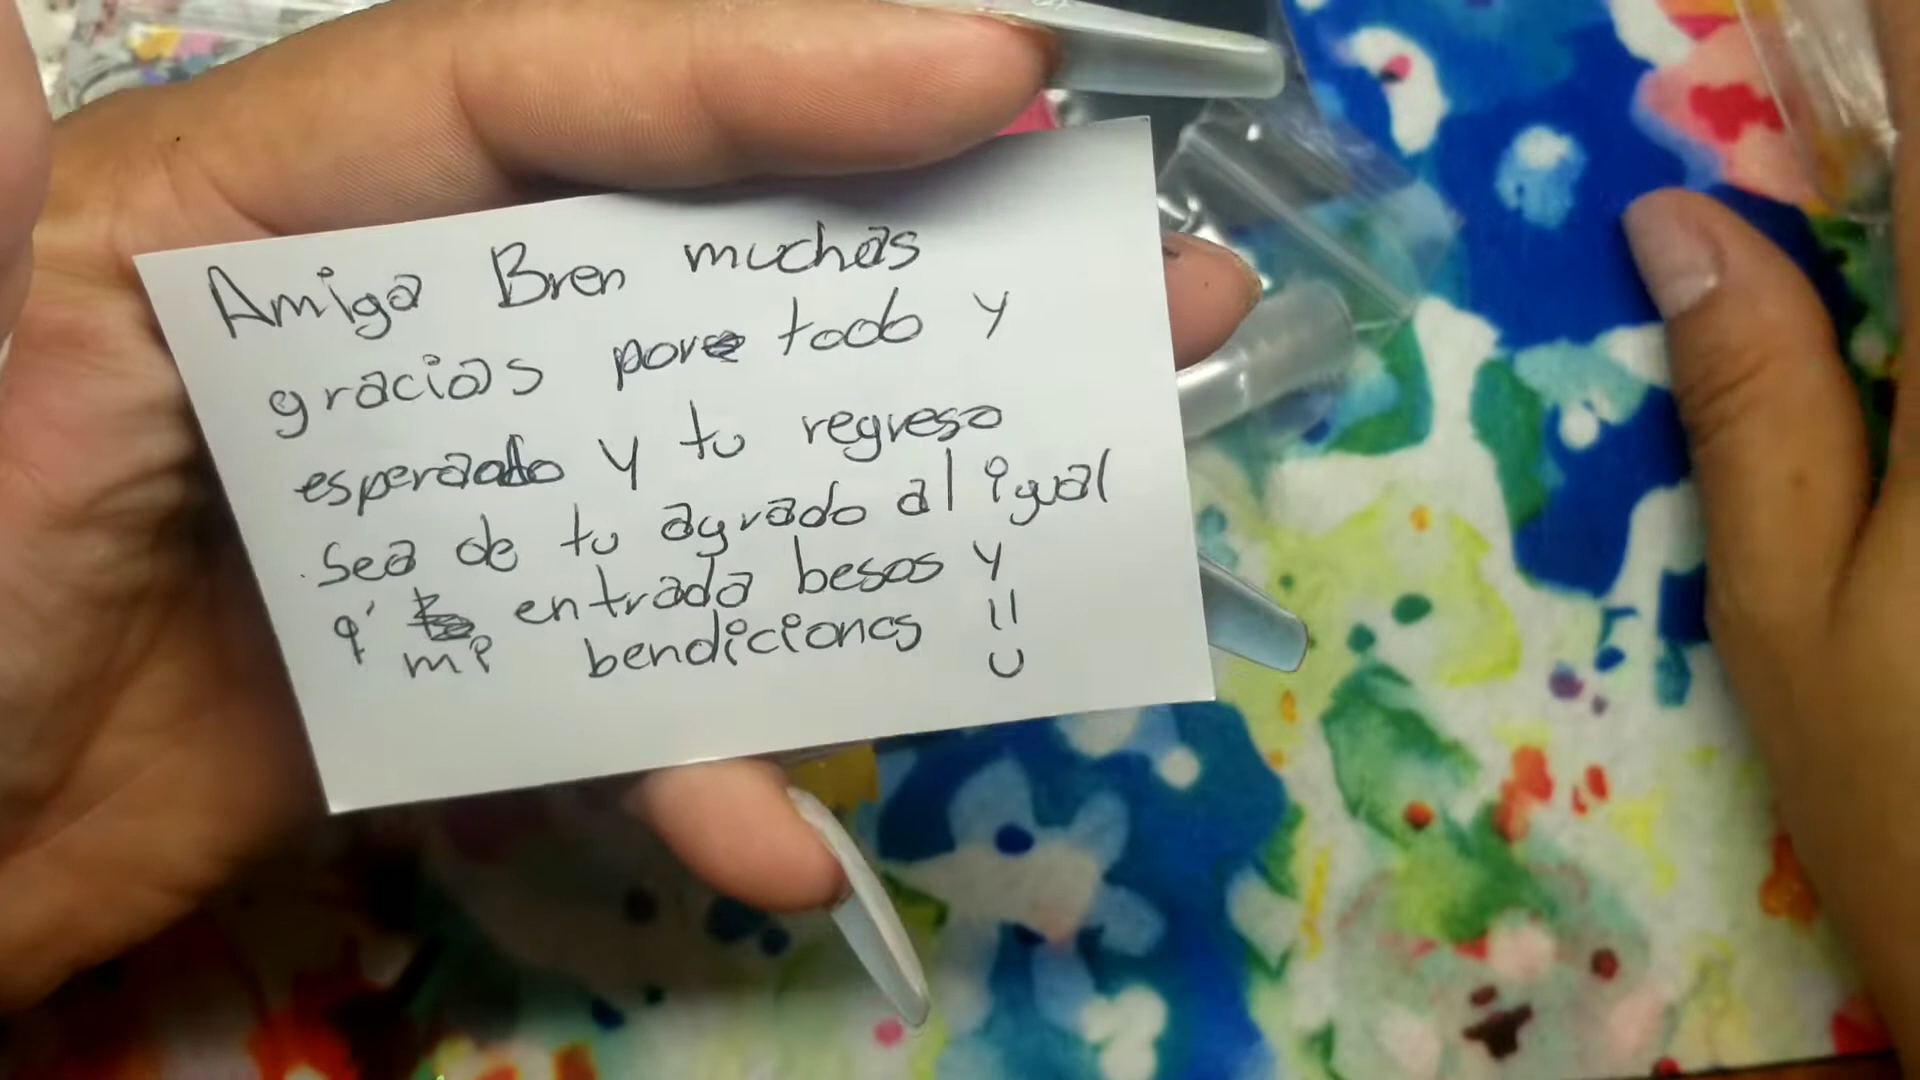 Amiga Bren muchas
gracias por todo y
esperado y tu regreso
sea de tu agrado al igual
q' entrada besos y
mi bendiciones